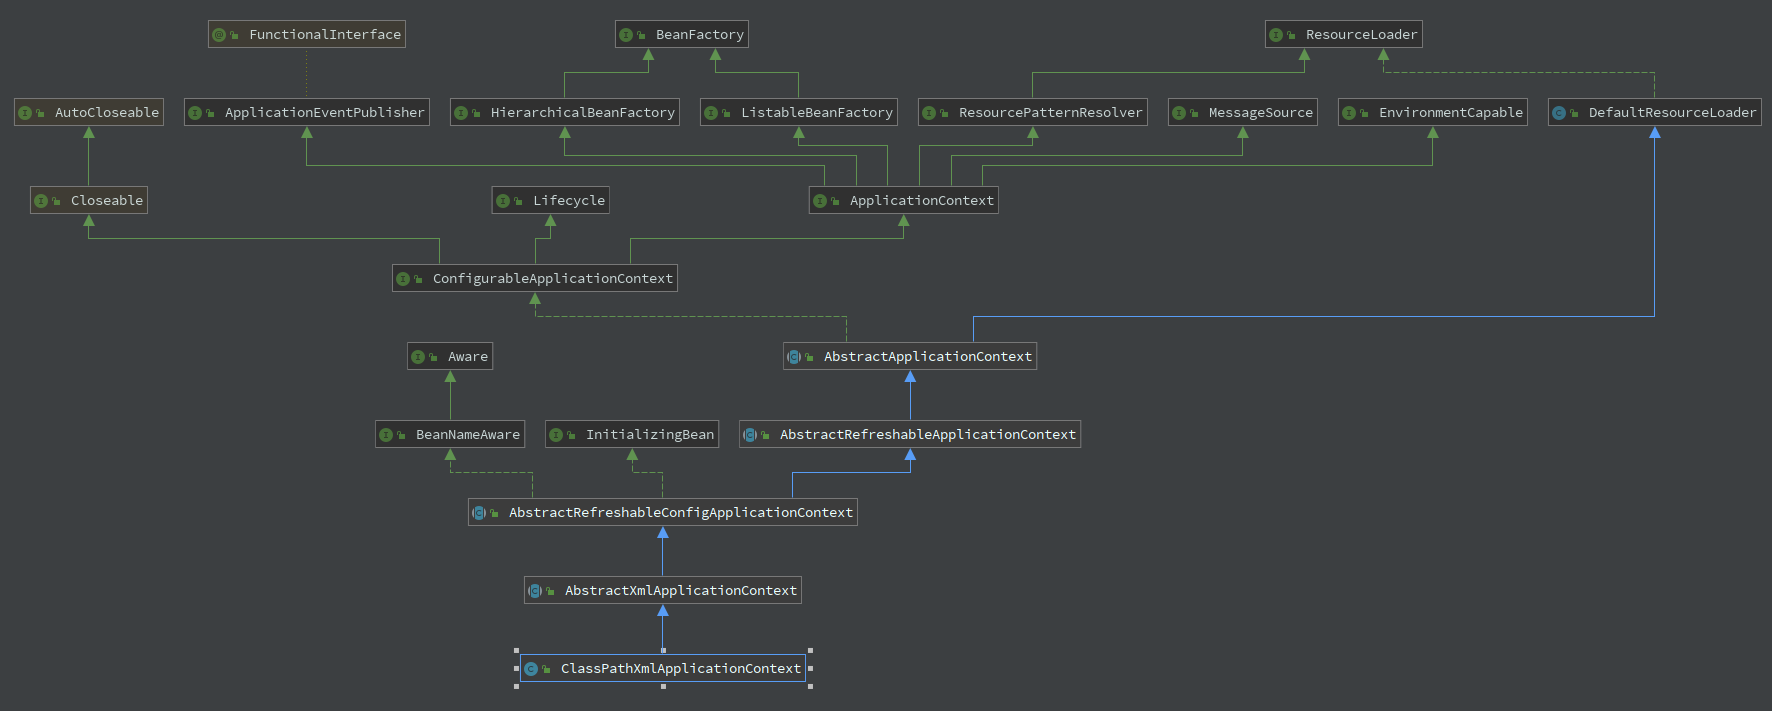 FunctionalInterface
BeanFactory
ResourceLoader
AutoCloseable
ApplicationEventPublisher
HierarchicalBeanFactory
ListableBeanFactory
ResourcePatternResolver
MessageSource
EnvironmentCapable
DefaultResourceLoader
Closeable
Lifecycle
ApplicationContext
ConfigurableApplicationContext
Aware
AbstractApplicationContext
BeanNameAware
InitializingBean
AbstractRefreshableApplicationContext
AbstractRefreshableConfigApplicationContext
AbstractXmlApplicationContext
ClassPathXmlApplicationContext